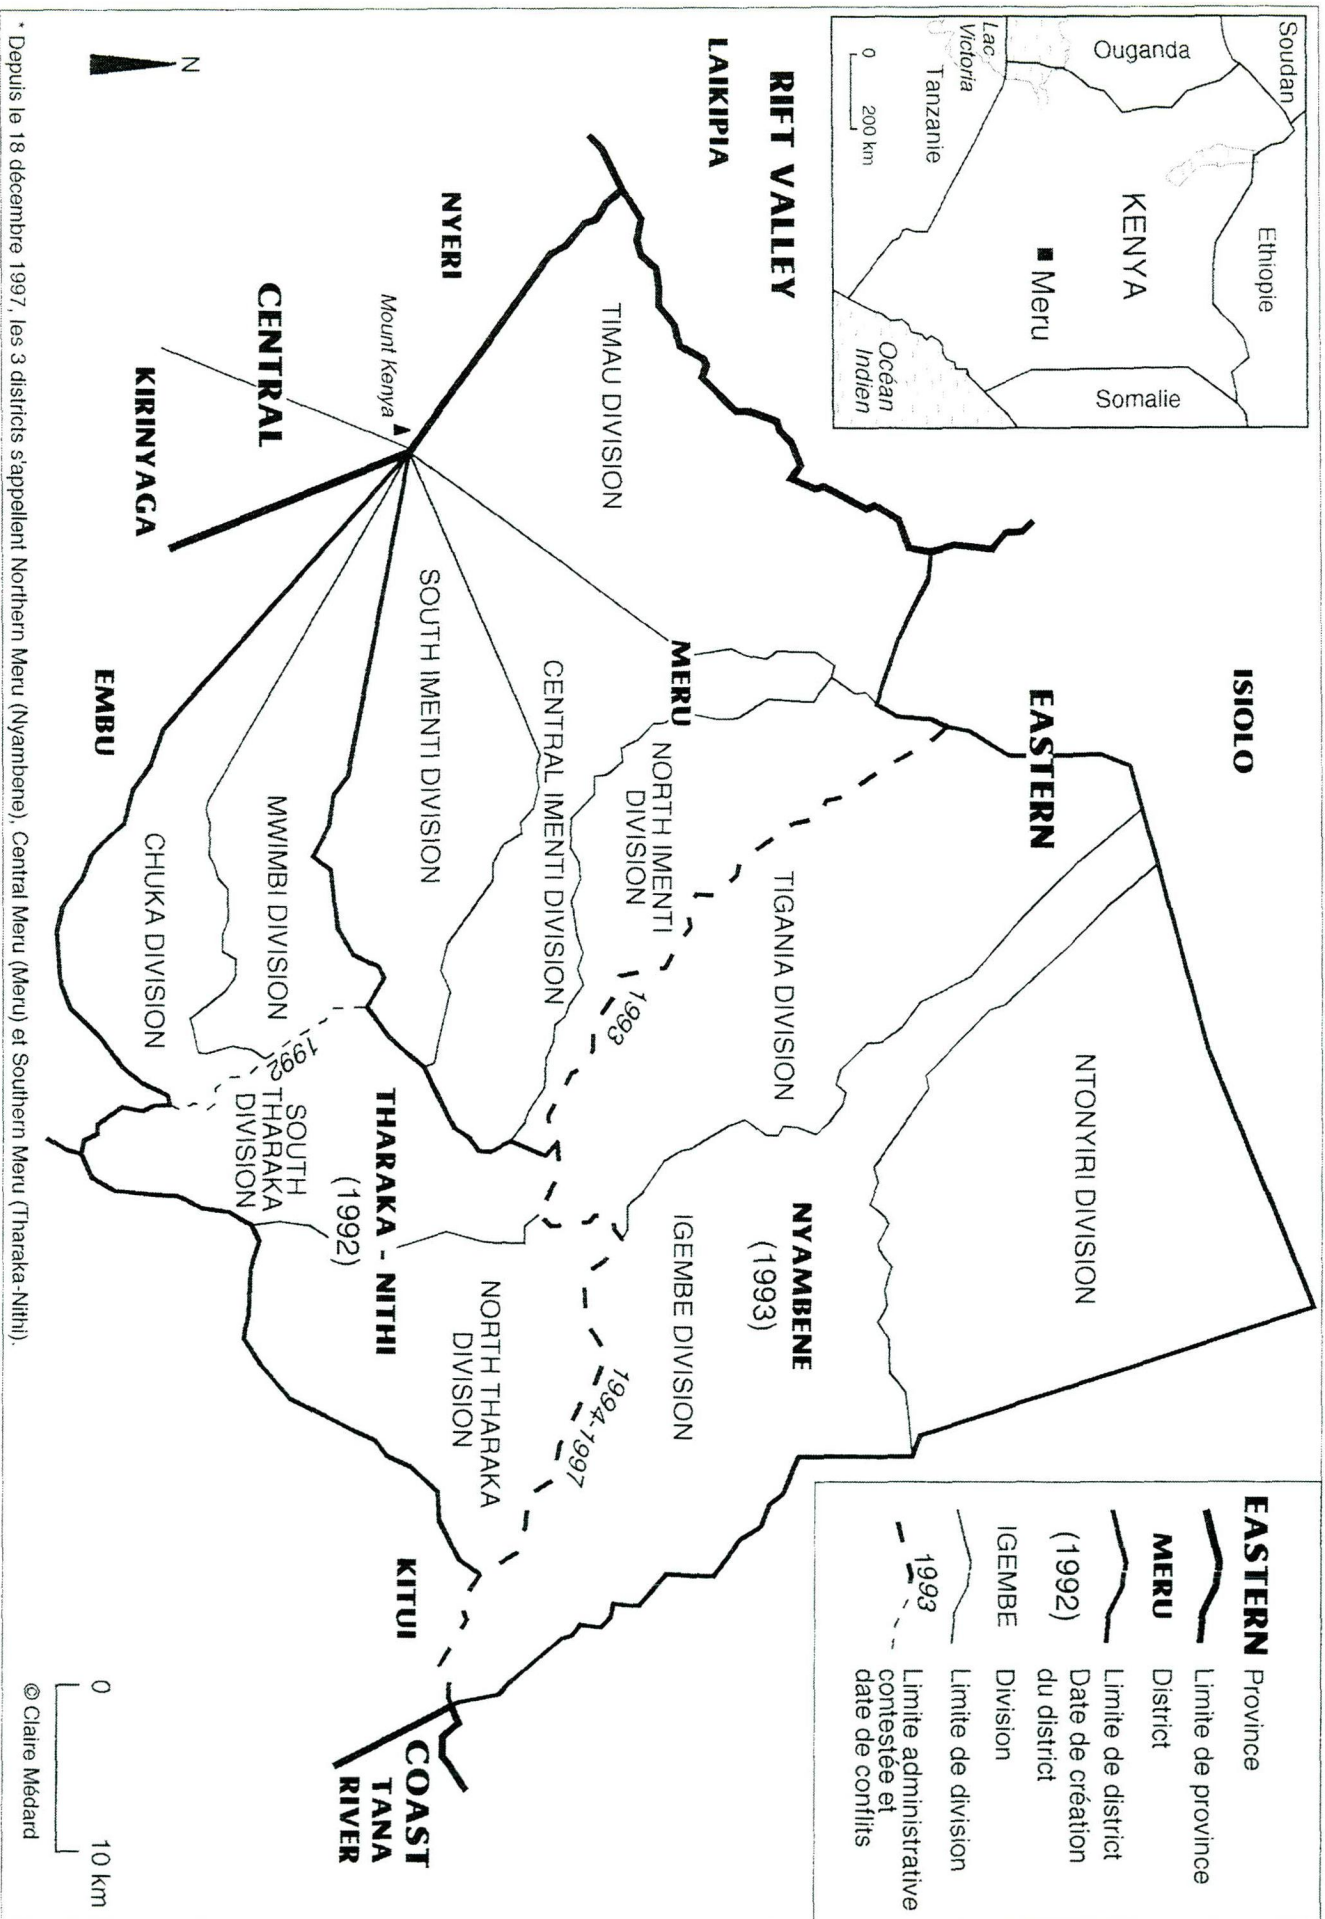 Soudan
Ethiopie
Ouganda
KENYA
Somalie
Meru
Lac
Victoria
Tanzanie
Océan
Indien
0 200 km
ISIOLO
EASTERN
RIFT VALLEY
LAIKIPIA
NTONYIRI DIVISION
TIGANIA DIVISION
NYAMBENE
(1993)
IGEMBE DIVISION
TIMAU DIVISION
MERU
NORTH IMENTI
DIVISION
1993
1994-1997
CENTRAL IMENTI DIVISION
NORTH THARAKA
DIVISION
NYERI
SOUTH IMENTI DIVISION
Mount Kenya
THARAKA - NITHI
(1992)
KITUI
COAST
TANA
RIVER
CENTRAL
MWIMBI DIVISION
1992
SOUTH
THARAKA
DIVISION
KIRINYAGA
CHUKA DIVISION
EMBU
N
EASTERN Province
Limite de province
MERU District
Limite de district
(1992) Date de création
du district
IGEMBE Division
Limite de division
1993 Limite administrative
contestée et
date de conflits
0 10 km
© Claire Médard
* Depuis le 18 décembre 1997, les 3 districts s'appellent Northern Meru (Nyambene), Central Meru (Meru) et Southern Meru (Tharaka-Nithi).